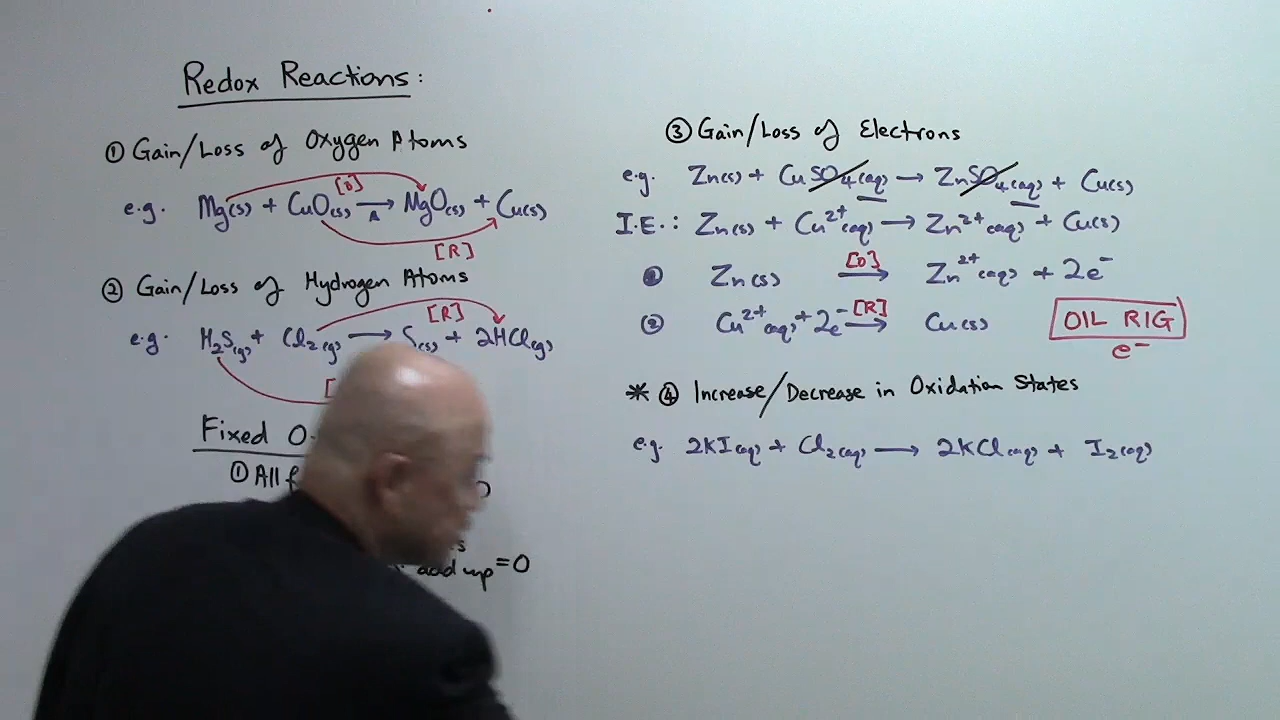 Redox Reactions:
① Gain/Loss of Oxygen Atoms
[O]
e.g. Mg(s) + CuO(s) →Δ MgO(s) + Cu(s)
[R]
② Gain/Loss of Hydrogen Atoms
[R]
e.g. H₂S(g) + Cl₂(g) → S(s) + 2HCl(g)
[
Fixed O.
① All f
add up = 0
③ Gain/Loss of Electrons
e.g. Zn(s) + CuSO₄(aq) → ZnSO₄(aq) + Cu(s)
I.E.: Zn(s) + Cu²⁺(aq) → Zn²⁺(aq) + Cu(s)
① Zn(s) [O] → Zn²⁺(aq) + 2e⁻
② Cu²⁺(aq) + 2e⁻ [R] → Cu(s)
OIL RIG
e⁻
* ④ Increase/Decrease in Oxidation States
e.g. 2KI(aq) + Cl₂(aq) → 2KCl(aq) + I₂(aq)